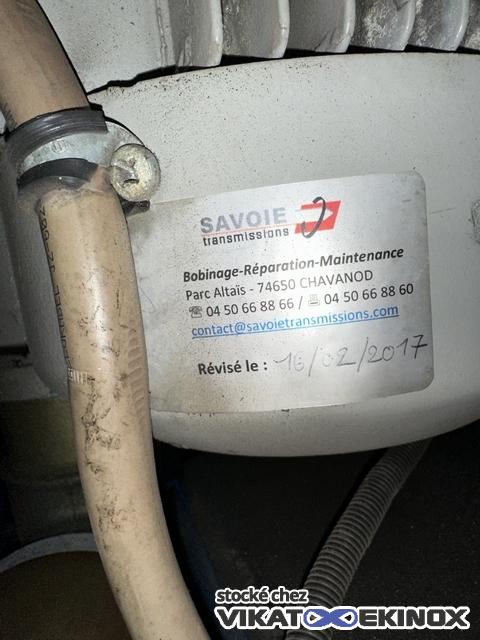 SAVOIE
transmissions
Bobinage-Réparation-Maintenance
Parc Altaïs - 74650 CHAVANOD
☎ 04 50 66 88 66 / 📠 04 50 66 88 60
contact@savoietransmissions.com
Révisé le : 16/02/2017
stocké chez
VIKATOEKINOX